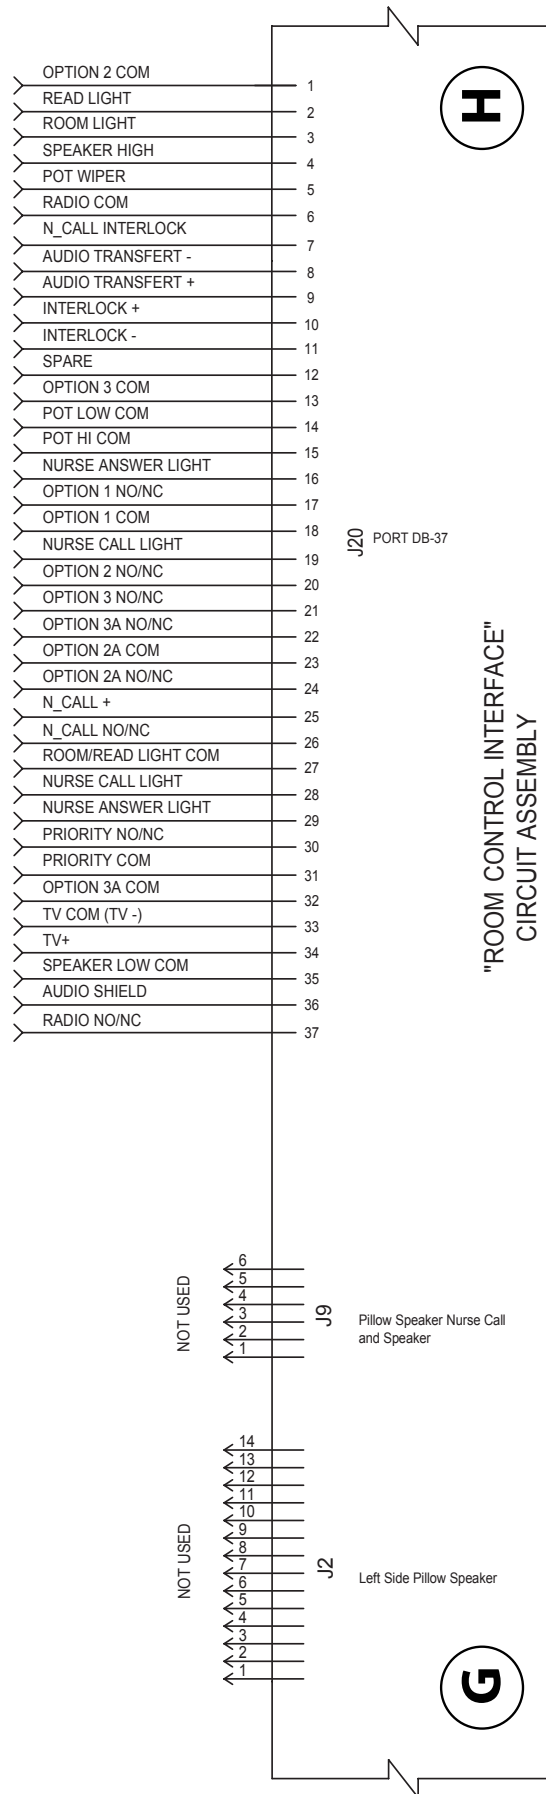 H
OPTION 2 COM 1
READ LIGHT 2
ROOM LIGHT 3
SPEAKER HIGH 4
POT WIPER 5
RADIO COM 6
N_CALL INTERLOCK 7
AUDIO TRANSFERT - 8
AUDIO TRANSFERT + 9
INTERLOCK + 10
INTERLOCK - 11
SPARE 12
OPTION 3 COM 13
POT LOW COM 14
POT HI COM 15
NURSE ANSWER LIGHT 16
OPTION 1 NO/NC 17
OPTION 1 COM 18
NURSE CALL LIGHT 19
OPTION 2 NO/NC 20
OPTION 3 NO/NC 21
OPTION 3A NO/NC 22
OPTION 2A COM 23
OPTION 2A NO/NC 24
N_CALL + 25
N_CALL NO/NC 26
ROOM/READ LIGHT COM 27
NURSE CALL LIGHT 28
NURSE ANSWER LIGHT 29
PRIORITY NO/NC 30
PRIORITY COM 31
OPTION 3A COM 32
TV COM (TV -) 33
TV+ 34
SPEAKER LOW COM 35
AUDIO SHIELD 36
RADIO NO/NC 37
J20 PORT DB-37
"ROOM CONTROL INTERFACE"
CIRCUIT ASSEMBLY
NOT USED
6
5
4
3
2
1
J9
Pillow Speaker Nurse Call
and Speaker
NOT USED
14
13
12
11
10
9
8
7
6
5
4
3
2
1
J2
Left Side Pillow Speaker
G